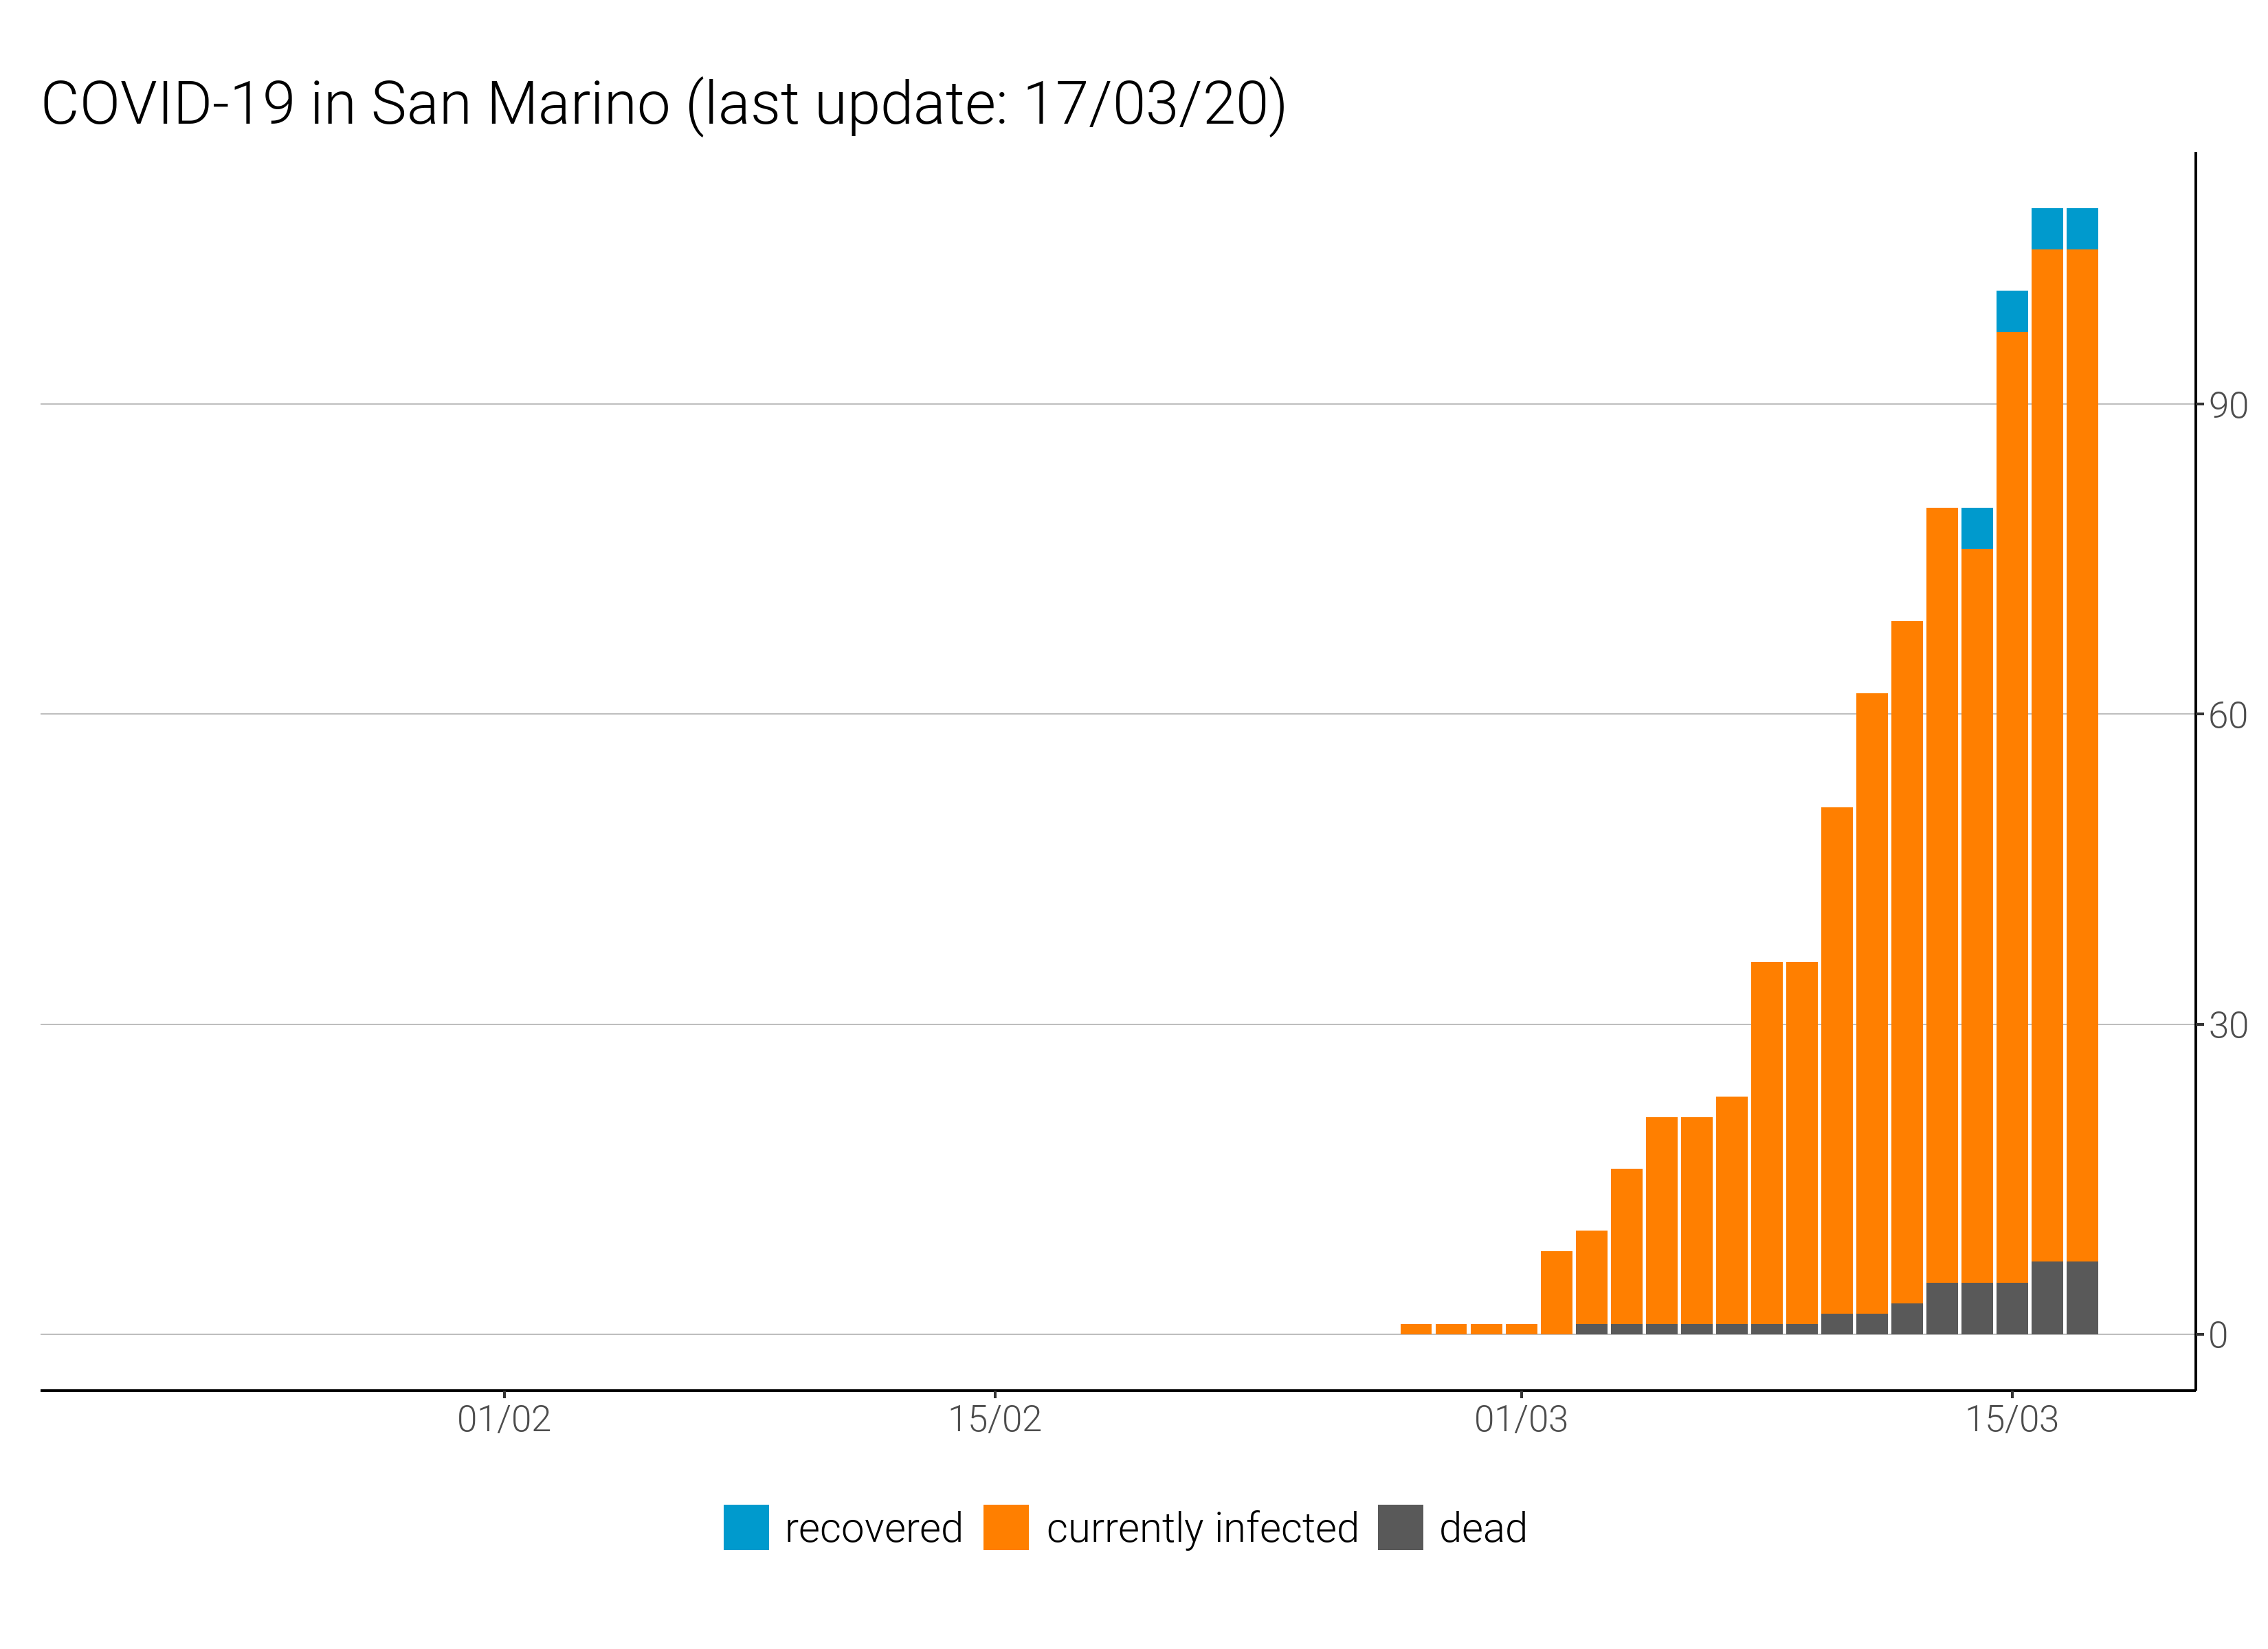 COVID-19 in San Marino (last update: 17/03/20)
90
60
30
0
01/02 15/02 01/03 15/03
recovered currently infected dead